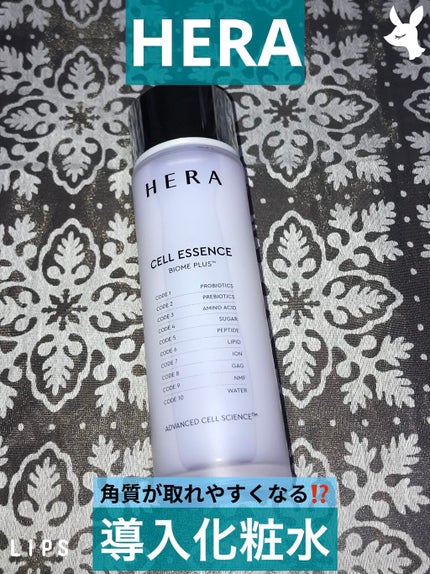 HERA
HERA
CELL ESSENCE
BIOME PLUS™
CODE 1 PROBIOTICS
CODE 2 PREBIOTICS
CODE 3 AMINO ACID
CODE 4 SUGAR
CODE 5 PEPTIDE
CODE 6 LIPID
CODE 7 ION
CODE 8 GAG
CODE 9 NMF
CODE 10 WATER
ADVANCED CELL SCIENCE™
角質が取れやすくなる⁉️
導入化粧水
LIPS